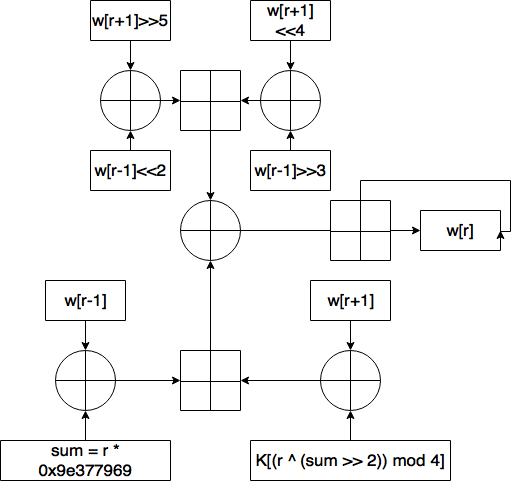 w[r+1]>>5
w[r+1]
<<4
w[r-1]<<2
w[r-1]>>3
w[r]
w[r-1]
w[r+1]
sum = r *
0x9e377969
K[(r ^ (sum >> 2)) mod 4]